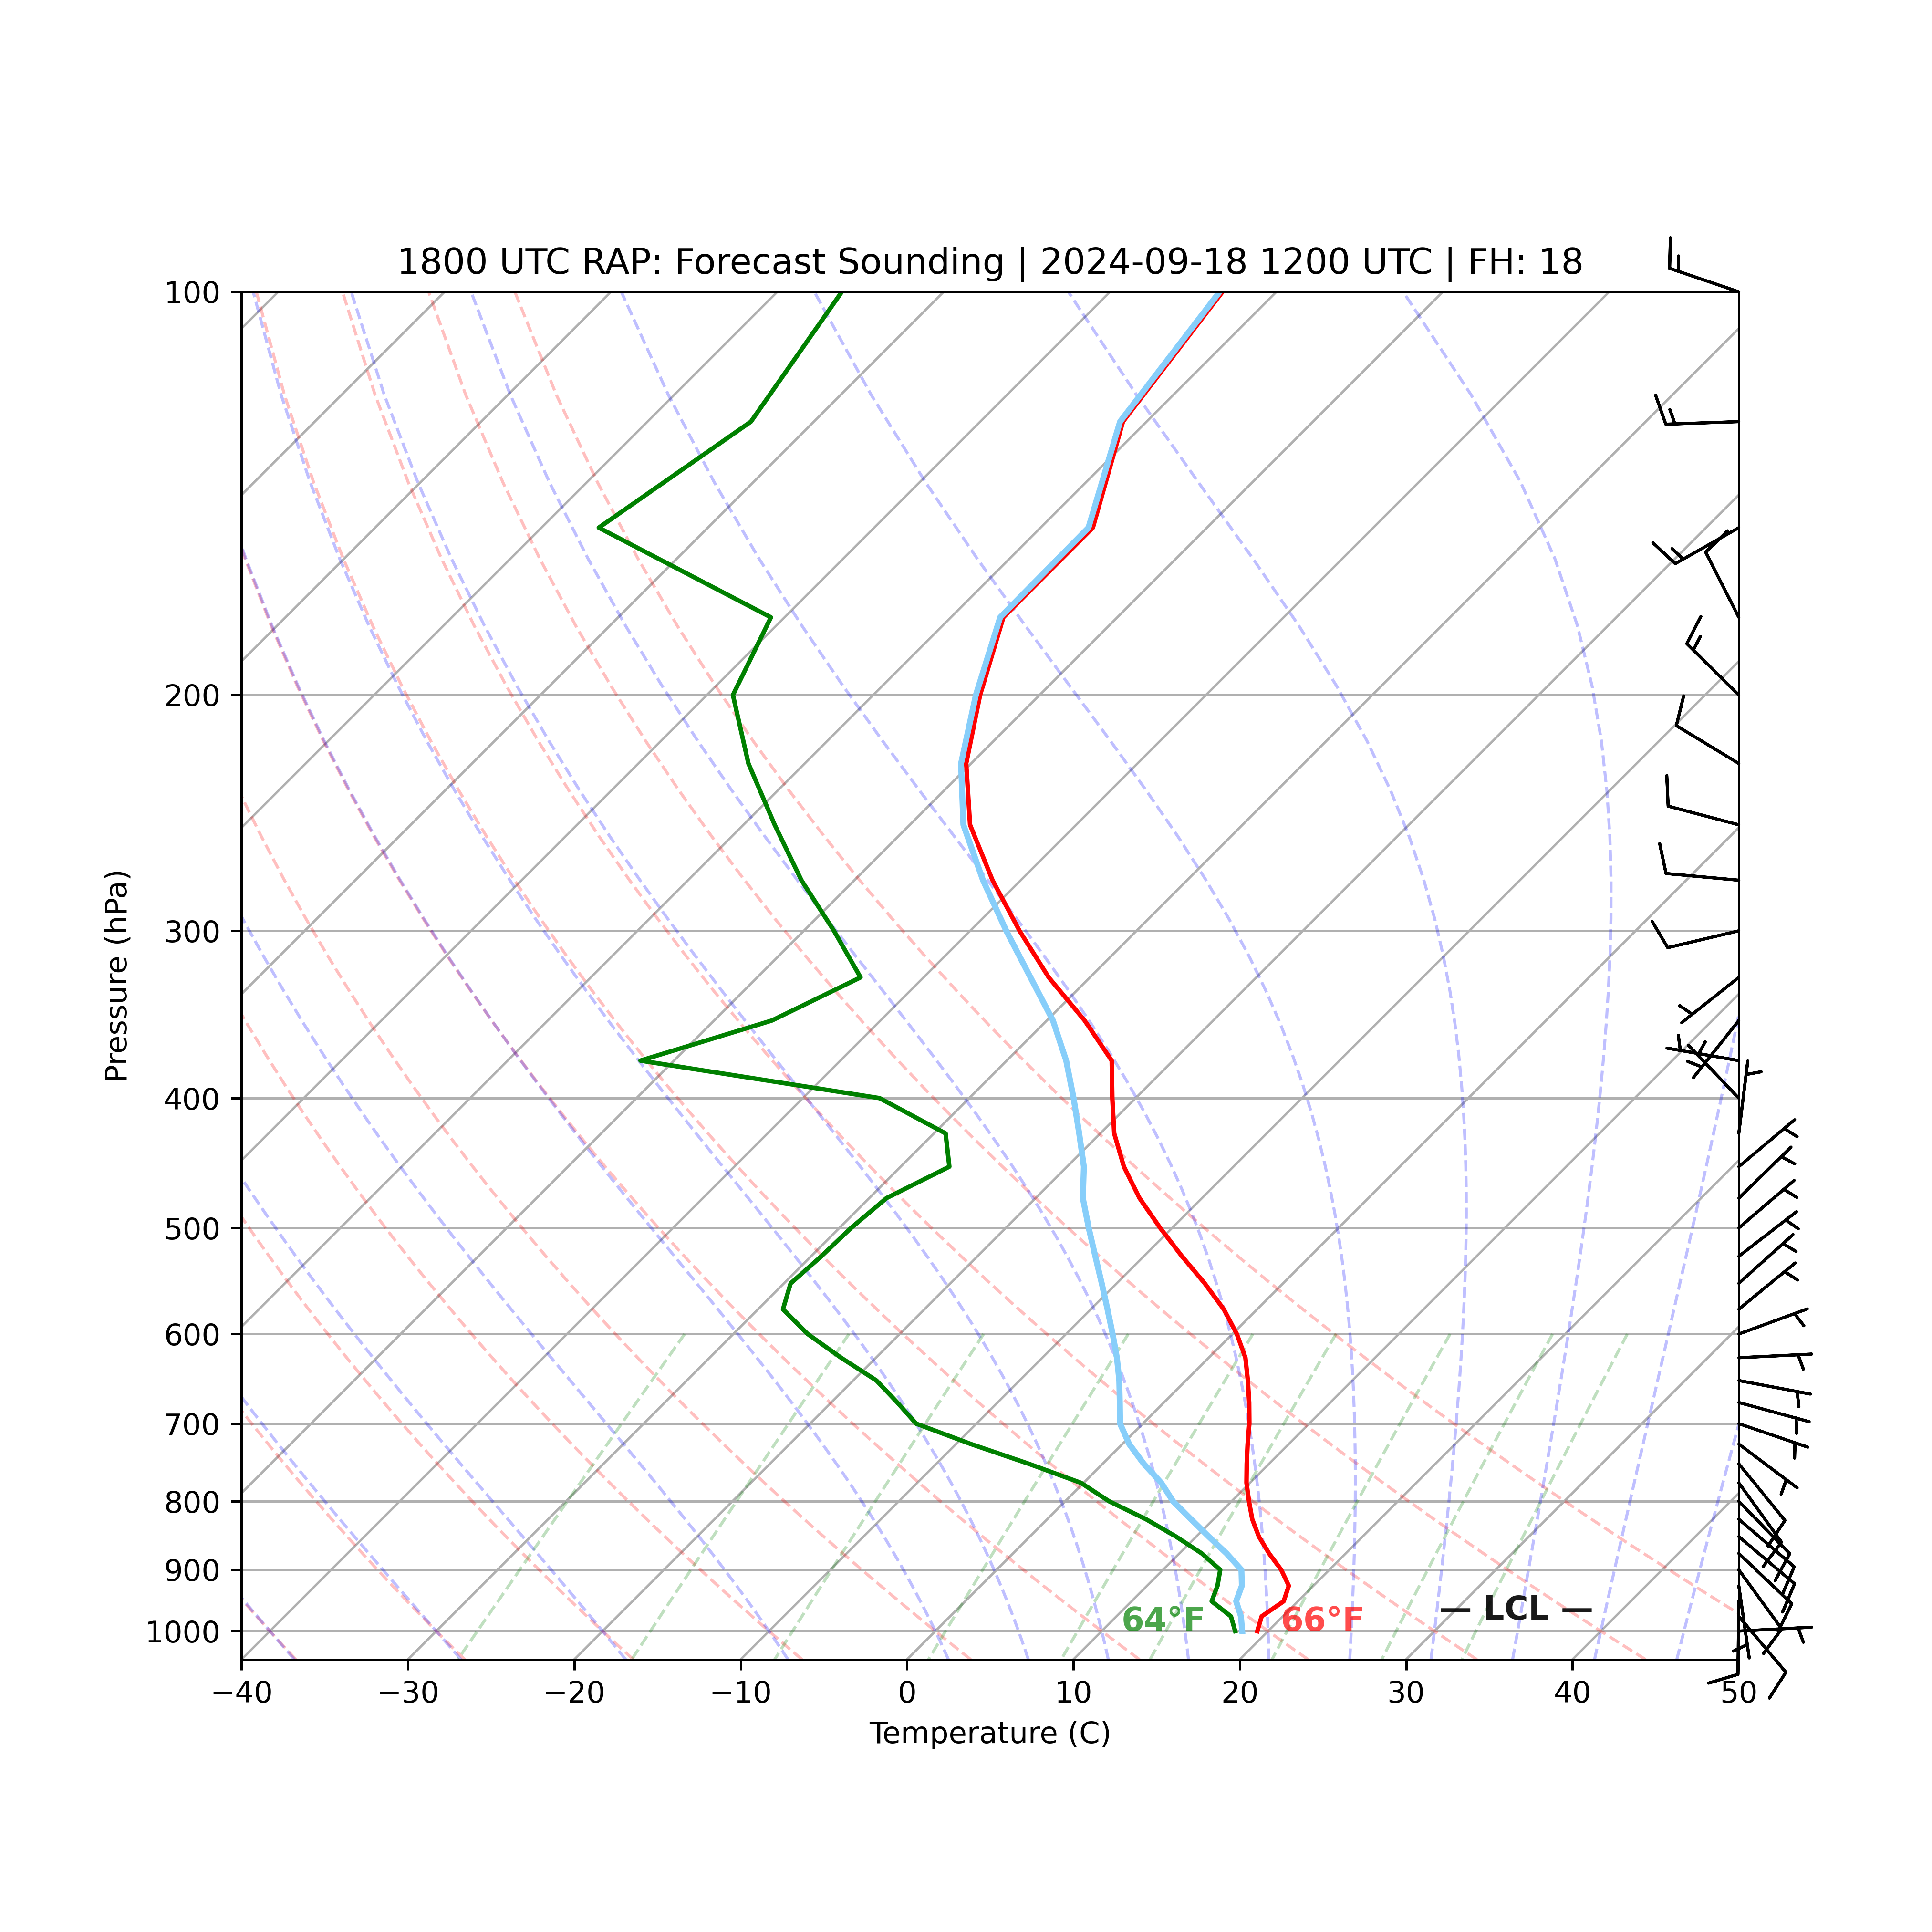 1800 UTC RAP: Forecast Sounding | 2024-09-18 1200 UTC | FH: 18
100
200
300
400
500
600
700
800
900
1000
Pressure (hPa)
64°F 66°F — LCL —
−40 −30 −20 −10 0 10 20 30 40 50
Temperature (C)